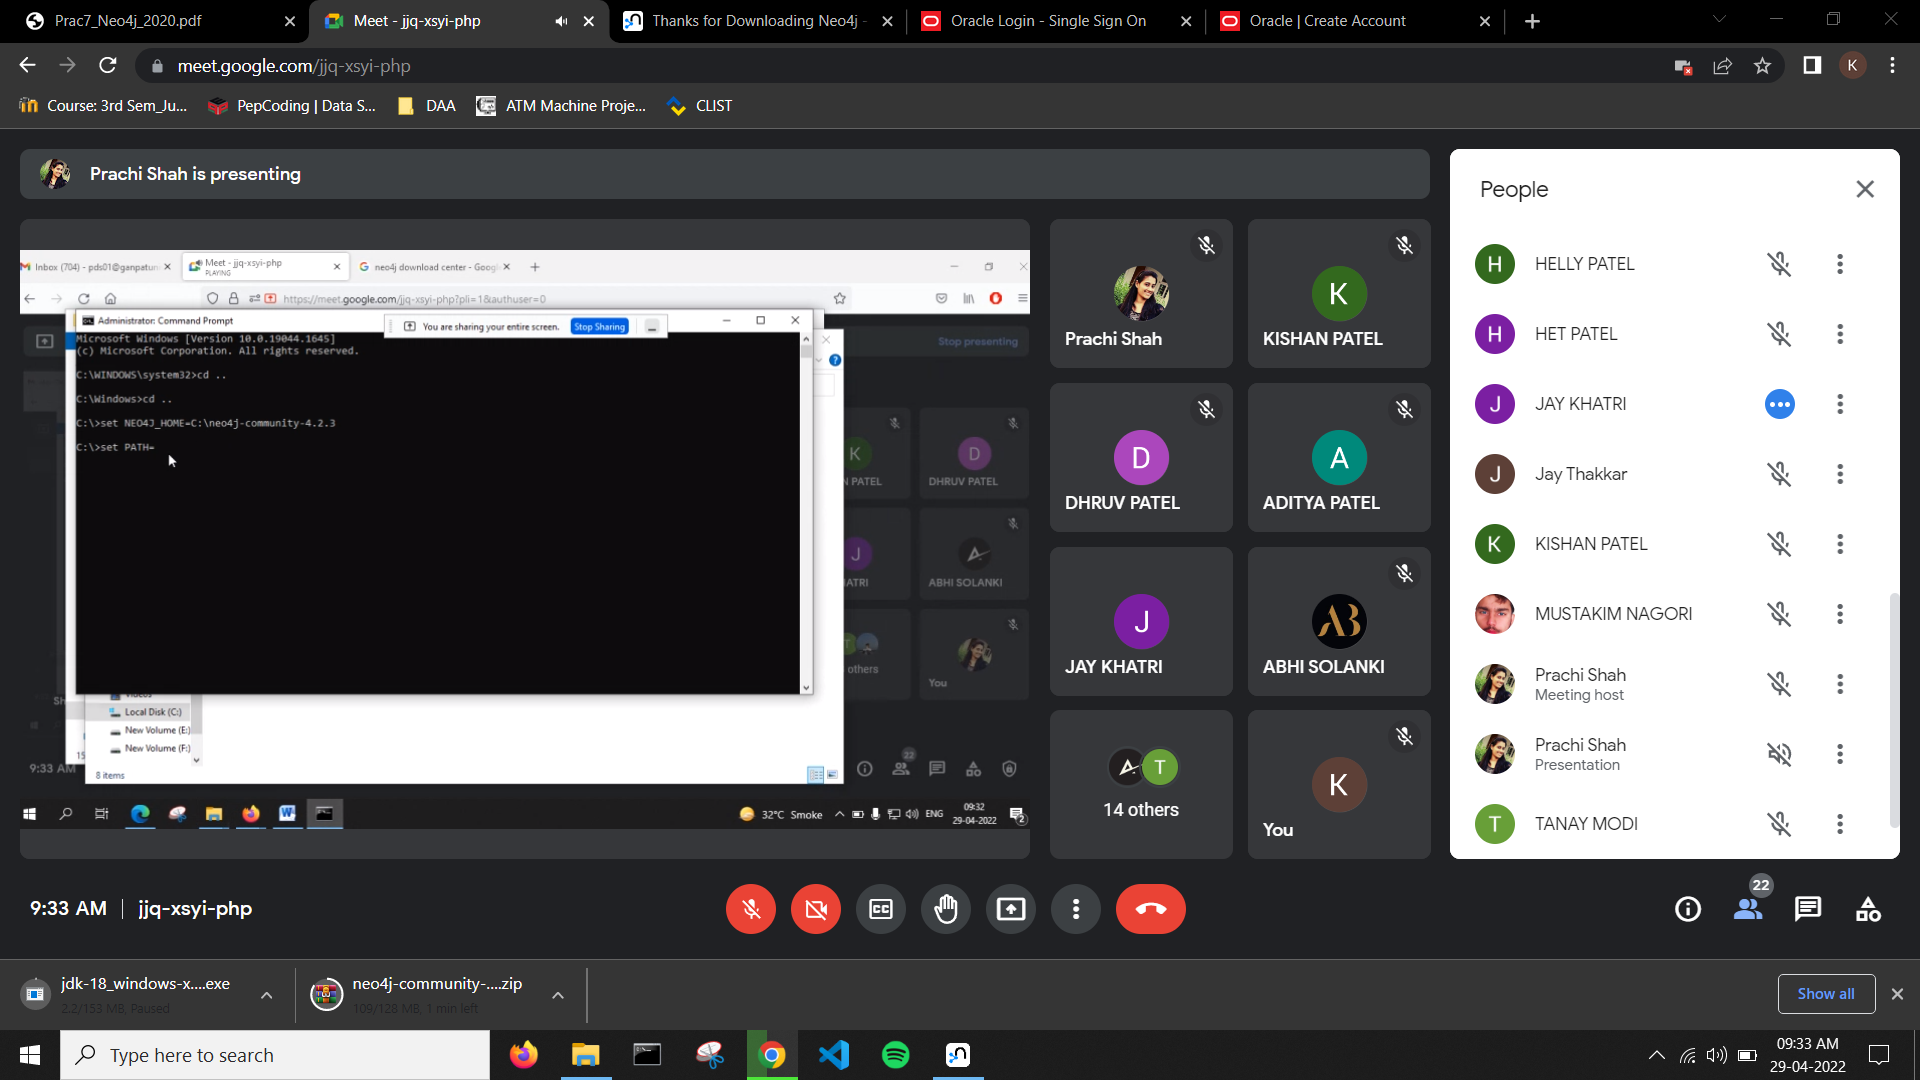 Prac7_Neo4j_2020.pdf
Meet - jjq-xsyi-php
Thanks for Downloading Neo4j -
Oracle Login - Single Sign On
Oracle | Create Account
meet.google.com/jjq-xsyi-php
K
Course: 3rd Sem_Ju...
PepCoding | Data S...
DAA
ATM Machine Proje...
CLIST
Prachi Shah is presenting
Inbox (704) - pds01@ganpatun
Meet - jjq-xsyi-php
PLAYING
neo4j download center - Googl
https://meet.google.com/jjq-xsyi-php?pli=1&authuser=0
Administrator: Command Prompt
You are sharing your entire screen.
Stop Sharing
Stop presenting
Microsoft Windows [Version 10.0.19044.1645]
(c) Microsoft Corporation. All rights reserved.
C:\WINDOWS\system32>cd ..
C:\Windows>cd ..
C:\>set NEO4J_HOME=C:\neo4j-community-4.2.3
C:\>set PATH=
K
N PATEL
D
DHRUV PATEL
J
ATRI
ABHI SOLANKI
T
others
You
Sh
Videos
Local Disk (C:)
New Volume (E:)
New Volume (F:)
15
8 items
9:33 AM
22
32°C Smoke
ENG
09:32
29-04-2022
2
Prachi Shah
K
KISHAN PATEL
D
DHRUV PATEL
A
ADITYA PATEL
J
JAY KHATRI
AB
ABHI SOLANKI
T
14 others
K
You
People
H
HELLY PATEL
H
HET PATEL
J
JAY KHATRI
J
Jay Thakkar
K
KISHAN PATEL
MUSTAKIM NAGORI
Prachi Shah
Meeting host
Prachi Shah
Presentation
T
TANAY MODI
9:33 AM | jjq-xsyi-php
CC
22
jdk-18_windows-x....exe
2.2/153 MB, Paused
neo4j-community-....zip
109/128 MB, 1 min left
Show all
Type here to search
09:33 AM
29-04-2022